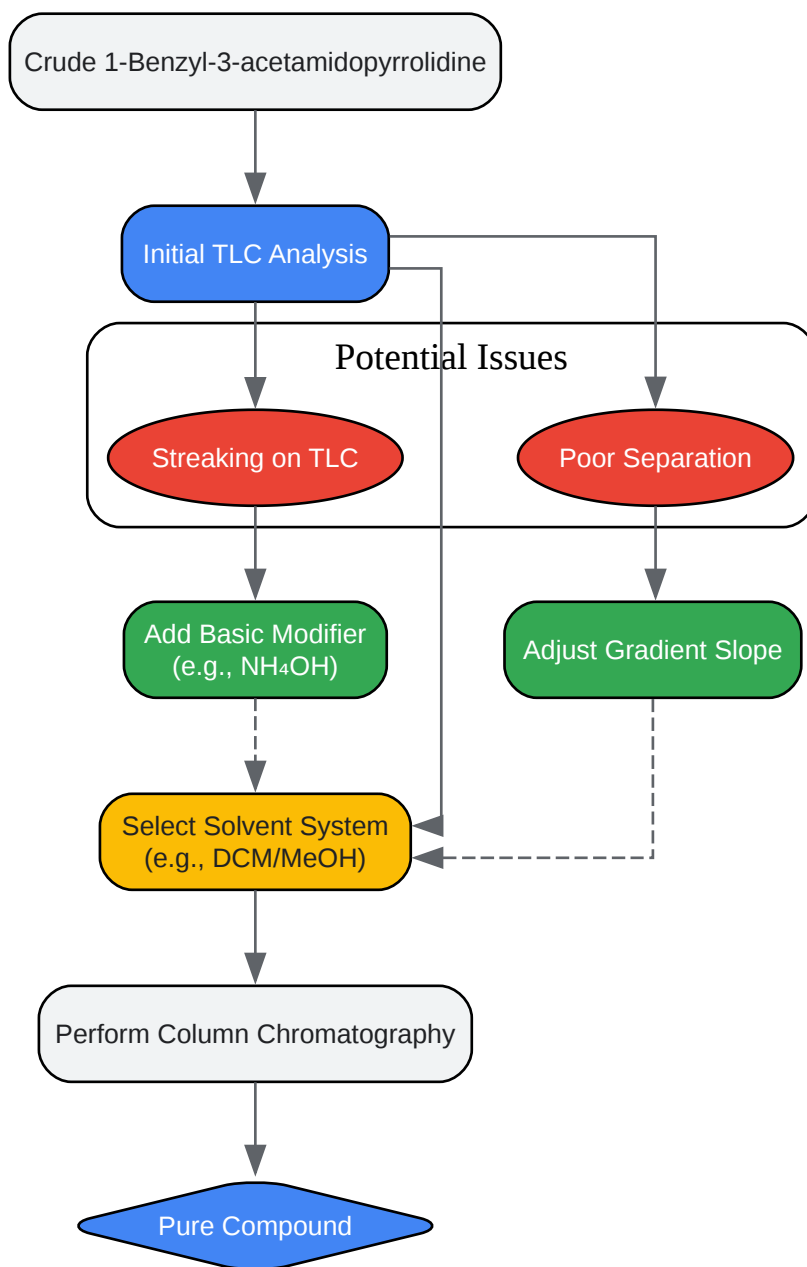 Crude 1-Benzyl-3-acetamidopyrrolidine
Initial TLC Analysis
Potential Issues
Streaking on TLC
Poor Separation
Add Basic Modifier
(e.g., NH₄OH)
Adjust Gradient Slope
Select Solvent System
(e.g., DCM/MeOH)
Perform Column Chromatography
Pure Compound